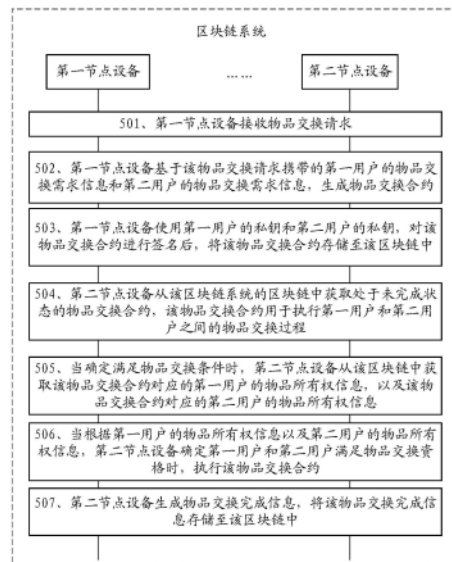 区块链系统
第一节点设备
……
第二节点设备
501、第一节点设备接收物品交换请求
502、第一节点设备基于该物品交换请求携带的第一用户的物品交
换需求信息和第二用户的物品交换需求信息，生成物品交换合约
503、第一节点设备使用第一用户的私钥和第二用户的私钥，对该
物品交换合约进行签名后，将该物品交换合约存储至该区块链中
504、第二节点设备从该区块链系统的区块链中获取处于未完成状
态的物品交换合约，该物品交换合约用于执行第一用户和第二用
户之间的物品交换过程
505、当确定满足物品交换条件时，第二节点设备从该区块链中获
取该物品交换合约对应的第一用户的物品所有权信息，以及该物
品交换合约对应的第二用户的物品所有权信息
506、当根据第一用户的物品所有权信息以及第二用户的物品所有
权信息，第二节点设备确定第一用户和第二用户满足物品交换资
格时，执行该物品交换合约
507、第二节点设备生成物品交换完成信息，将该物品交换完成信
息存储至该区块链中